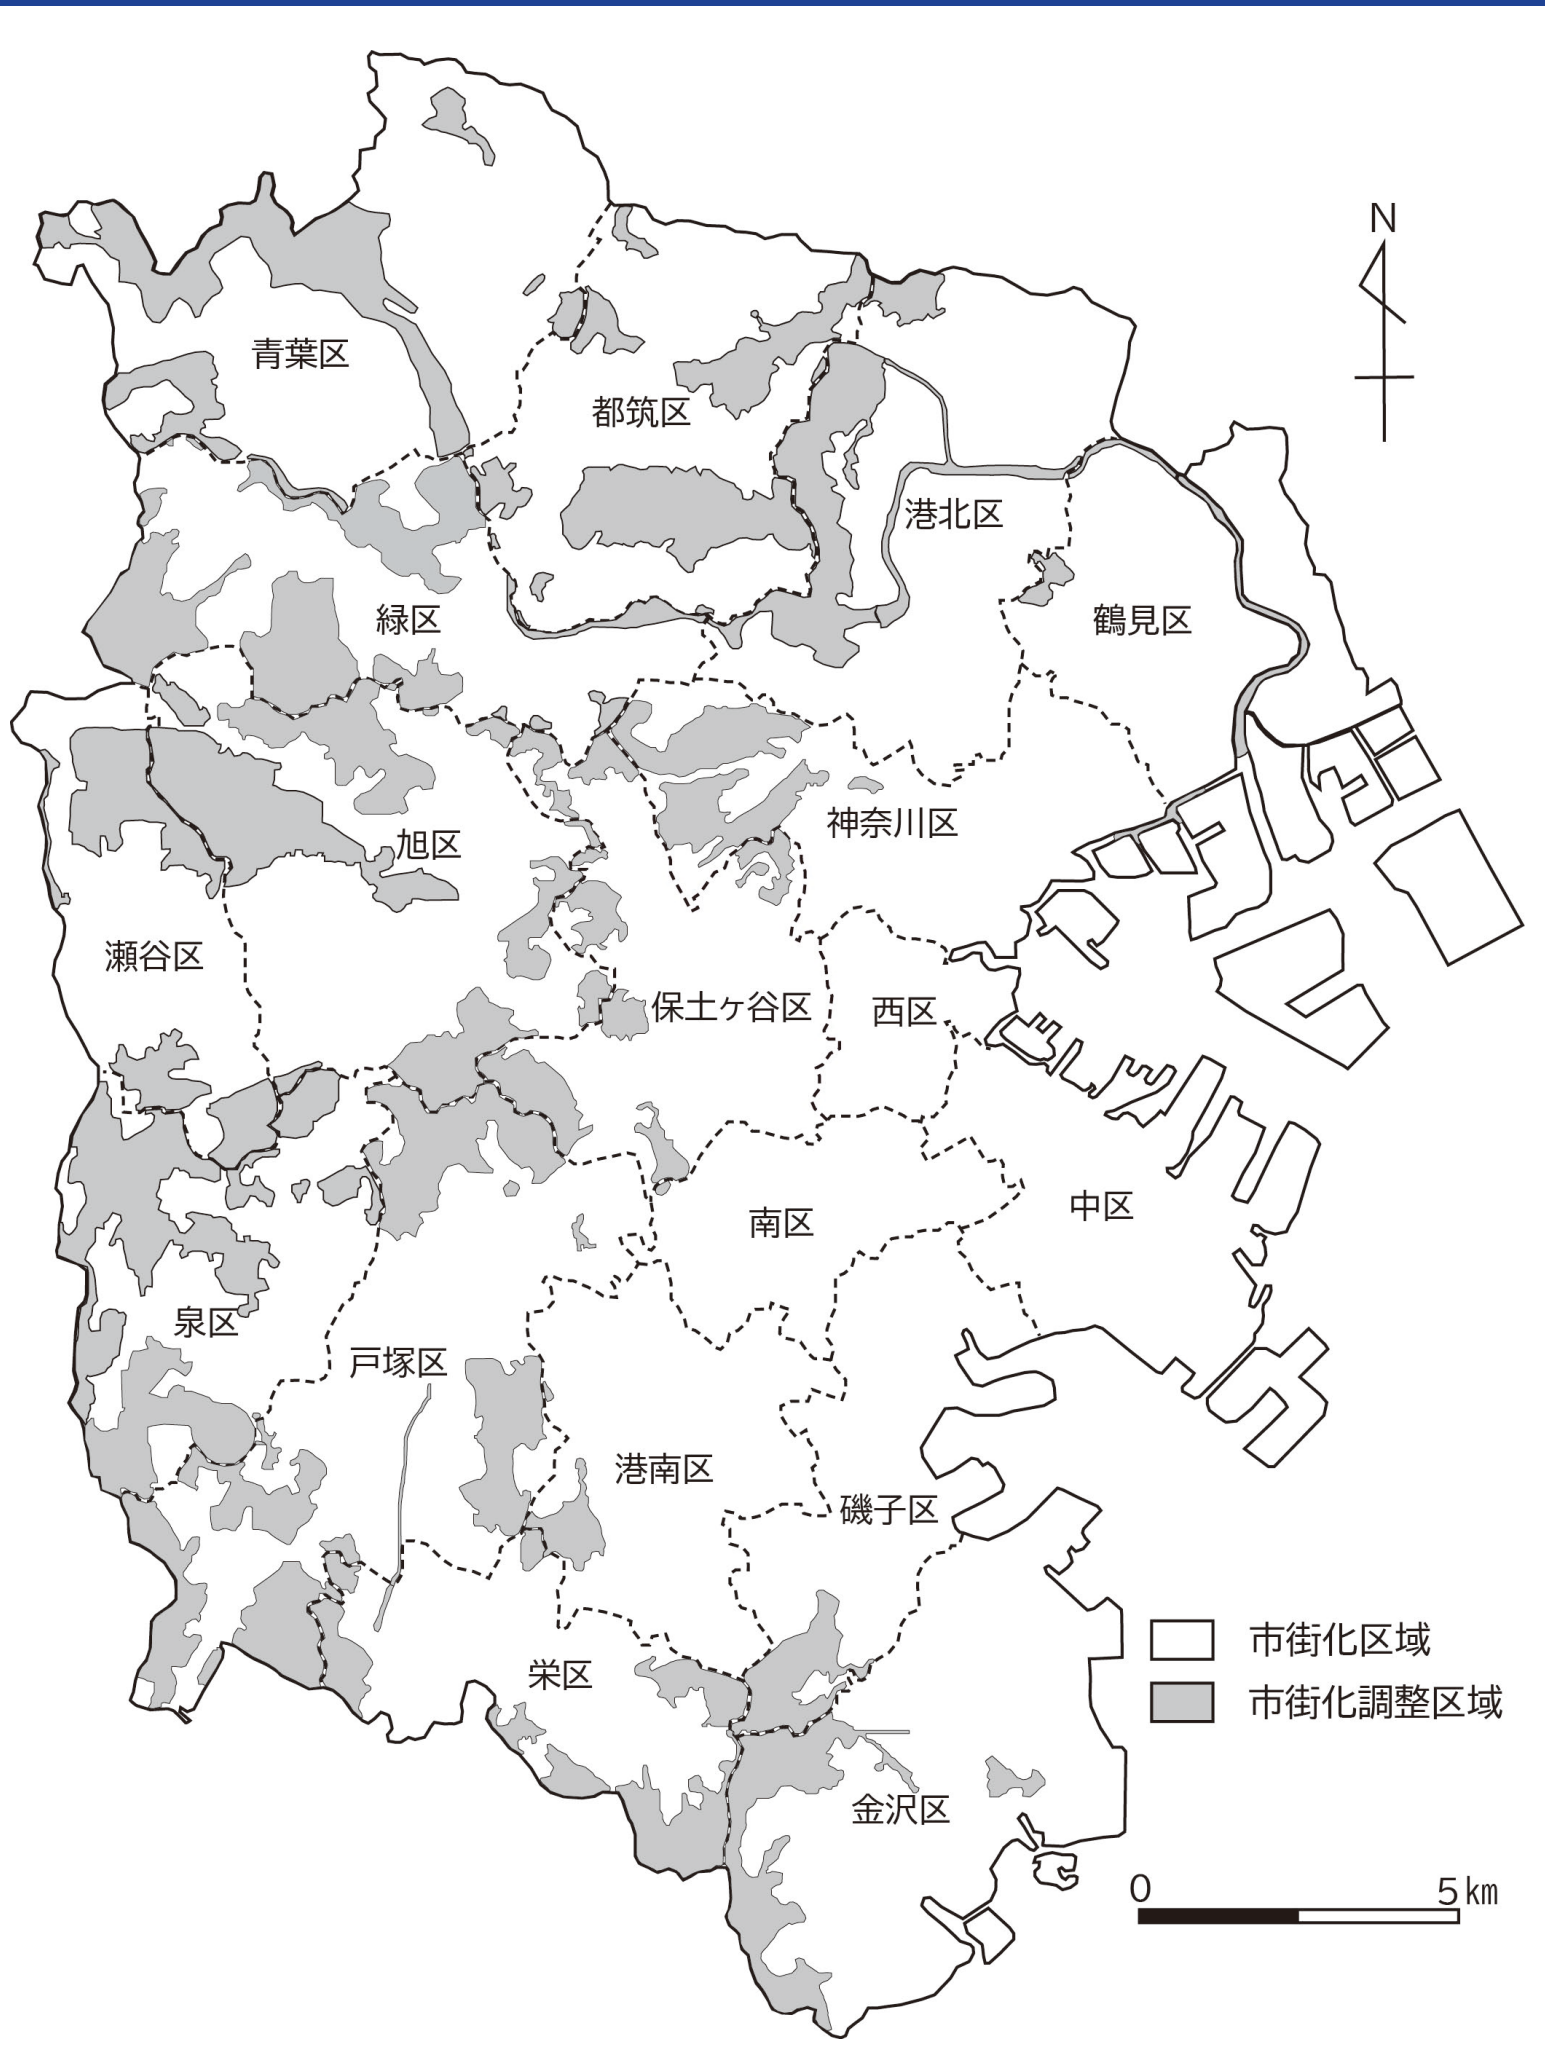 N
青葉区
都筑区
港北区
緑区
鶴見区
神奈川区
旭区
瀬谷区
保土ヶ谷区
西区
中区
南区
泉区
戸塚区
港南区
磯子区
市街化区域
栄区
市街化調整区域
金沢区
0 5km